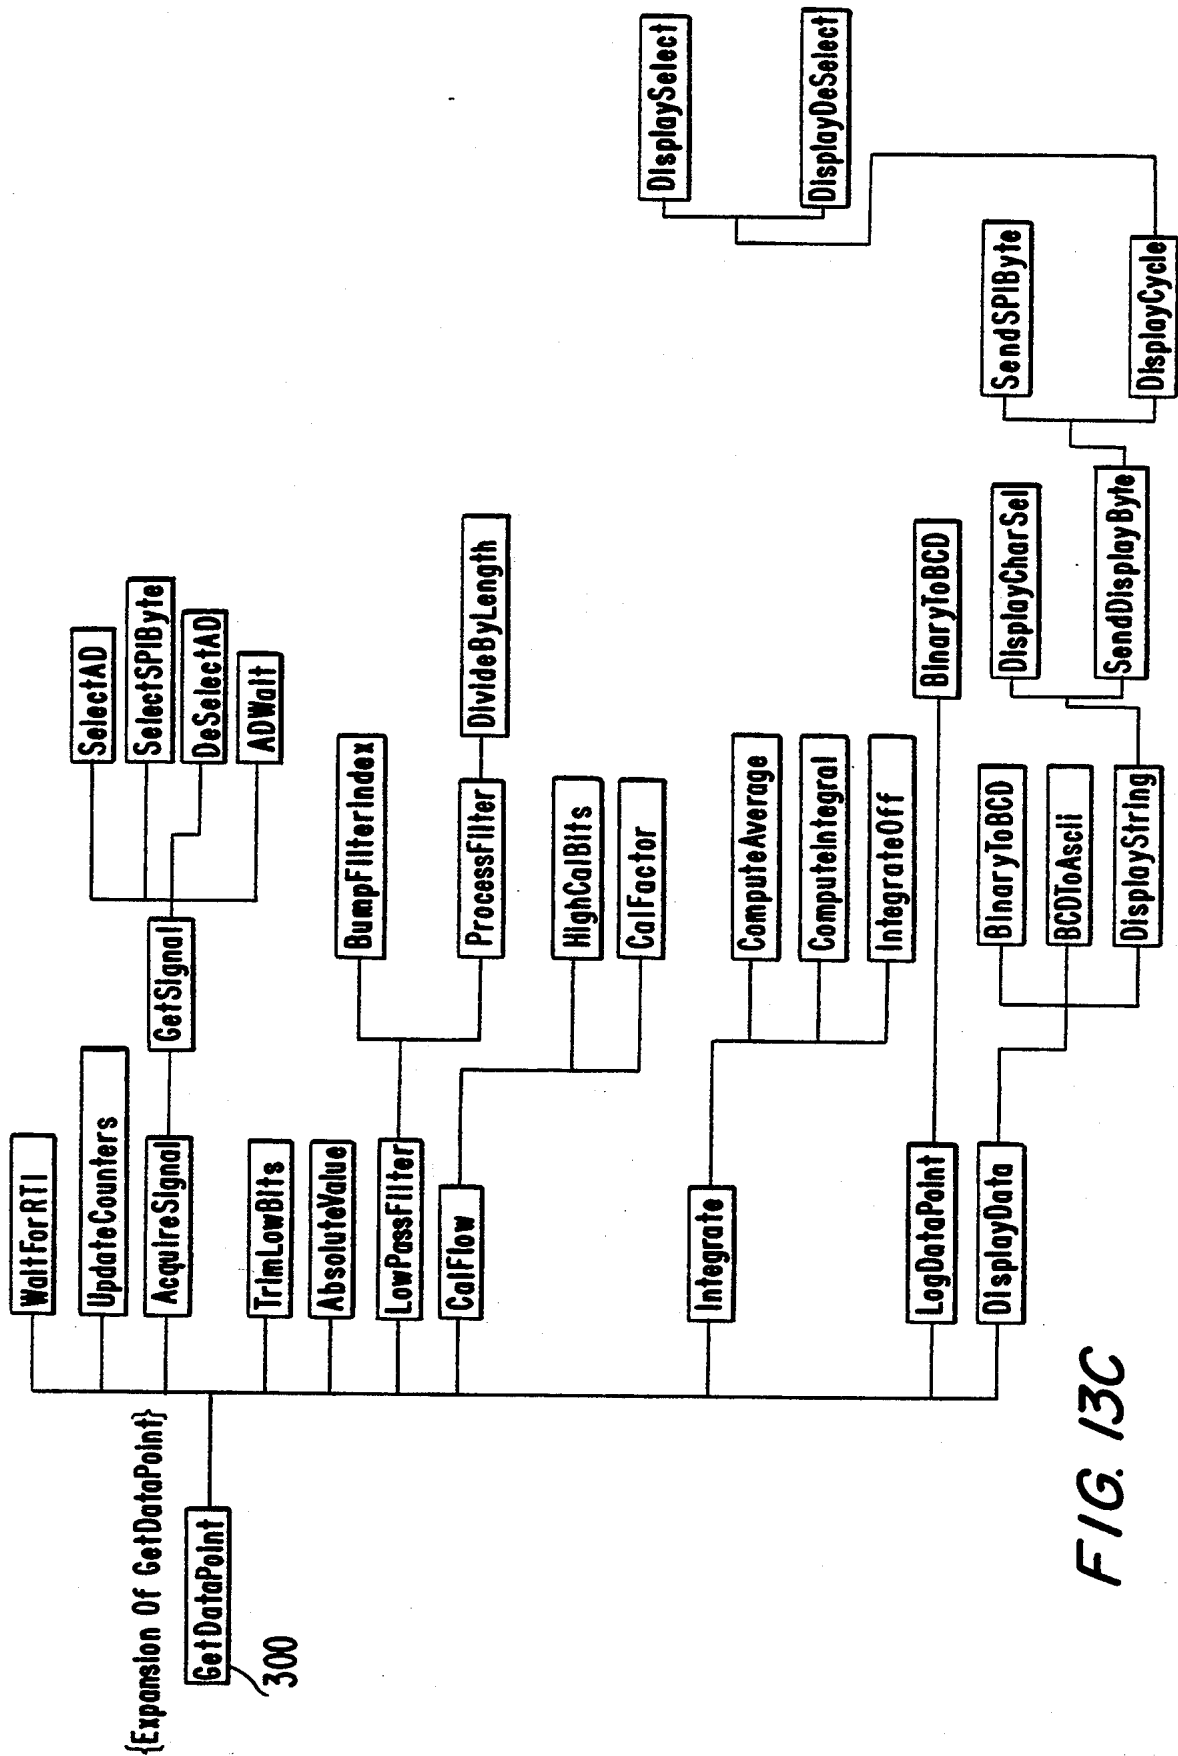 {Expansion Of GetDataPoint}
GetDataPoint
300
WaitForRTI
UpdateCounters
AcquireSignal
GetSignal
SelectAD
SelectSPIByte
DeSelectAD
ADWait
TrimLowBits
AbsoluteValue
LowPassFilter
BumpFilterIndex
ProcessFilter
DivideByLength
CalFlow
HighCalBits
CalFactor
Integrate
ComputeAverage
ComputeIntegral
IntegrateOff
LogDataPoint
BinaryToBCD
DisplayData
BinaryToBCD
BCDToAscii
DisplayString
DisplayCharSel
SendDisplayByte
SendSPIByte
DisplayCycle
DisplaySelect
DisplayDeSelect
FIG. 13C